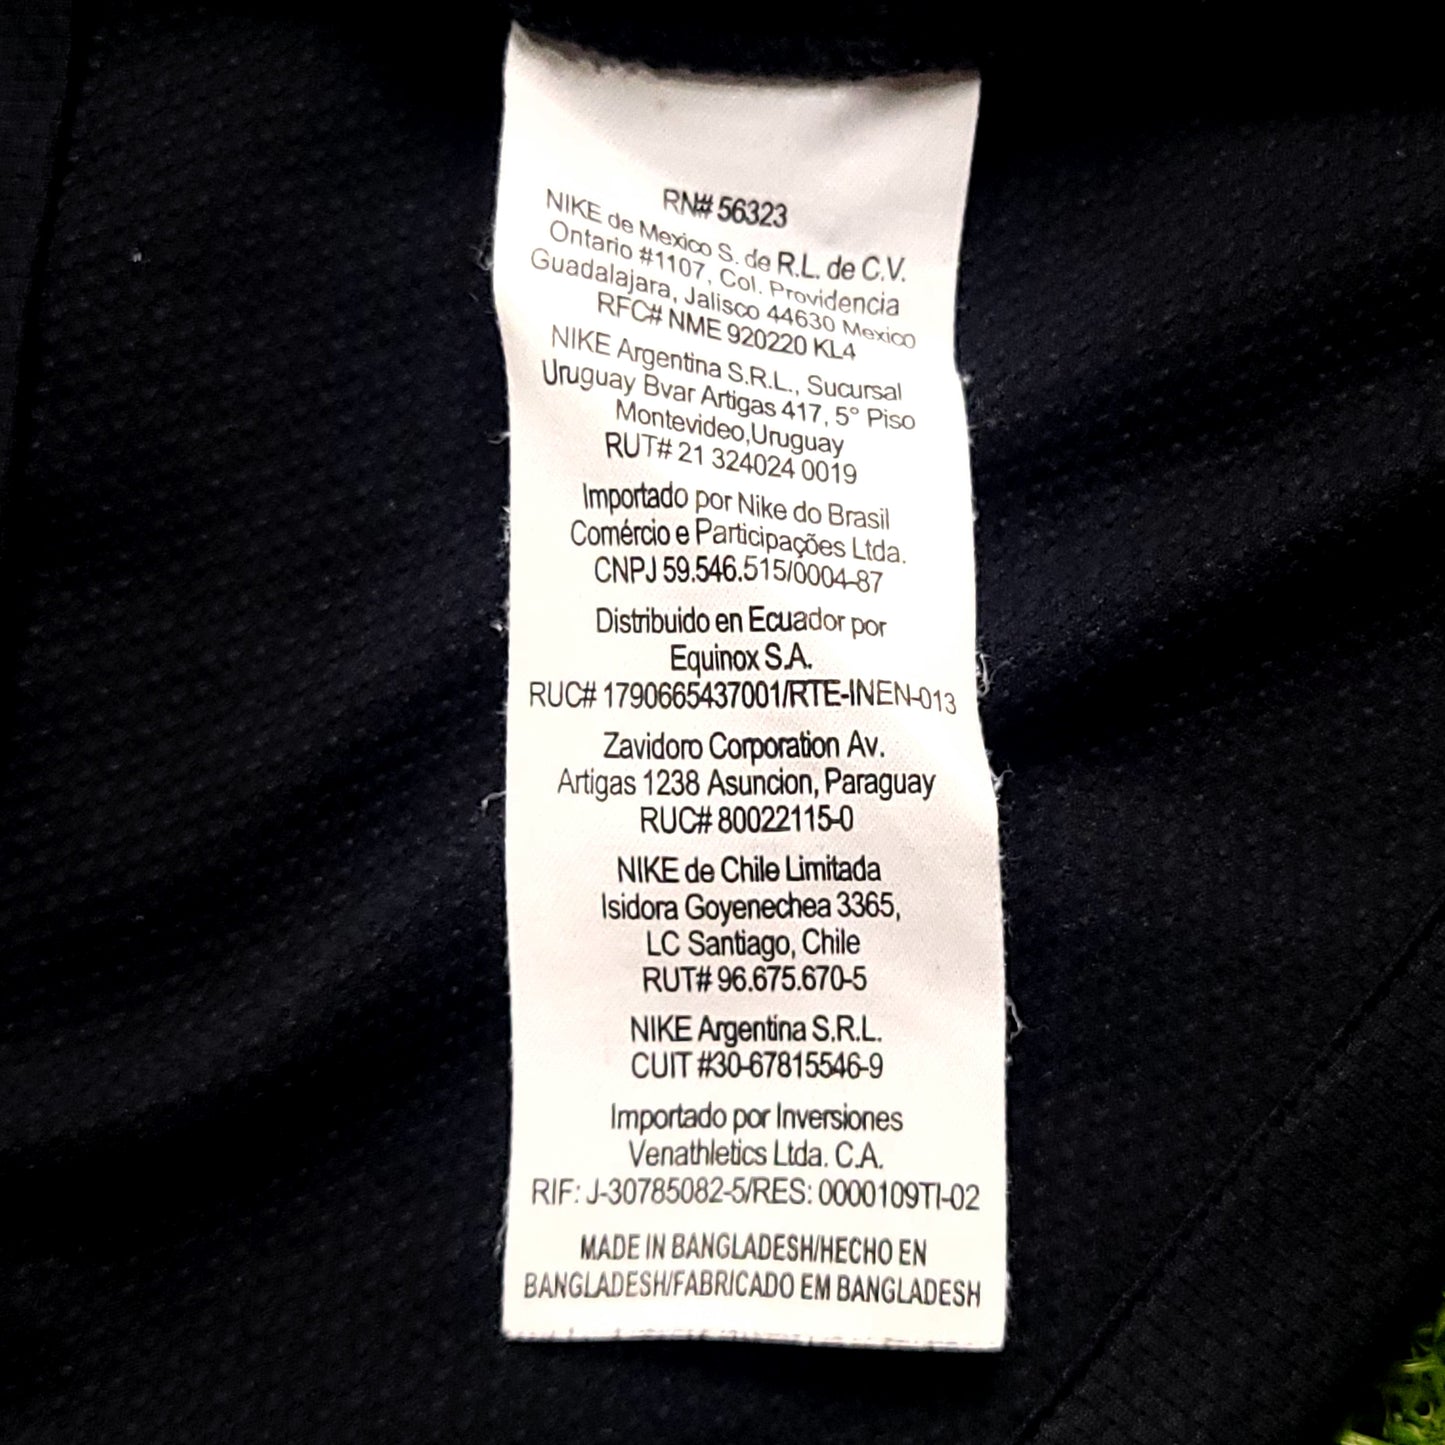 RN# 56323
NIKE de Mexico S. de R.L. de C.V.
Ontario #1107, Col. Providencia
Guadalajara, Jalisco 44630 Mexico
RFC# NME 920220 KL4
NIKE Argentina S.R.L., Sucursal
Uruguay Bvar Artigas 417, 5° Piso
Montevideo,Uruguay
RUT# 21 324024 0019
Importado por Nike do Brasil
Comércio e Participações Ltda.
CNPJ 59.546.515/0004-87
Distribuido en Ecuador por
Equinox S.A.
RUC# 1790665437001/RTE-INEN-013
Zavidoro Corporation Av.
Artigas 1238 Asuncion, Paraguay
RUC# 80022115-0
NIKE de Chile Limitada
Isidora Goyenechea 3365,
LC Santiago, Chile
RUT# 96.675.670-5
NIKE Argentina S.R.L.
CUIT #30-67815546-9
Importado por Inversiones
Venathletics Ltda. C.A.
RIF: J-30785082-5/RES: 0000109TI-02
MADE IN BANGLADESH/HECHO EN
BANGLADESH/FABRICADO EM BANGLADESH